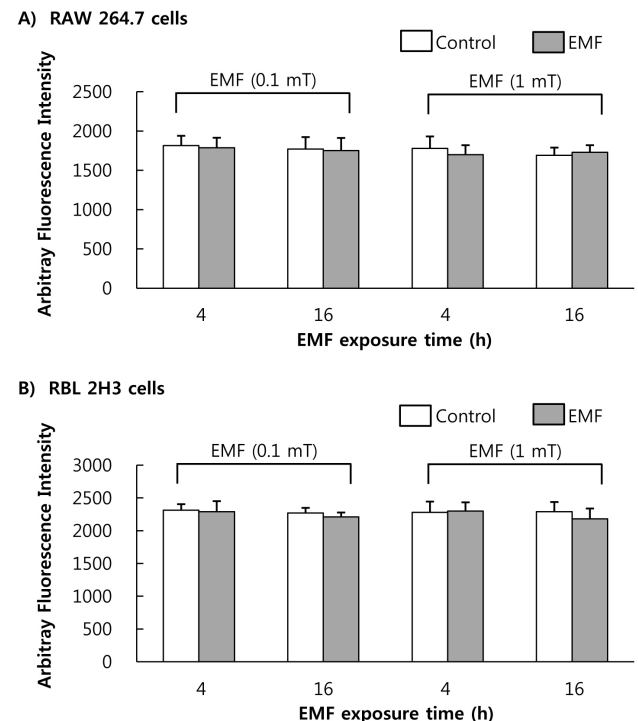 A) RAW 264.7 cells
Control EMF
EMF (0.1 mT) EMF (1 mT)
Arbitray Fluorescence Intensity
2500
2000
1500
1000
500
0
4 16 4 16
EMF exposure time (h)
B) RBL 2H3 cells
Control EMF
EMF (0.1 mT) EMF (1 mT)
Arbitray Fluorescence Intensity
3000
2500
2000
1500
1000
500
0
4 16 4 16
EMF exposure time (h)